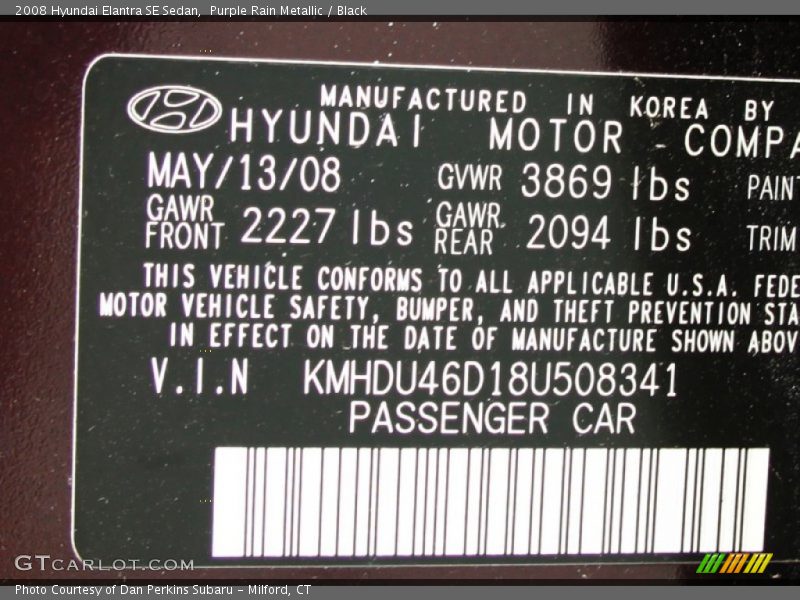 2008 Hyundai Elantra SE Sedan,  Purple Rain Metallic / Black
MANUFACTURED IN KOREA BY
HYUNDAI MOTOR COMPA
MAY/13/08 GVWR 3869 lbs PAINT
GAWR FRONT 2227 lbs GAWR REAR 2094 lbs TRIM
THIS VEHICLE CONFORMS TO ALL APPLICABLE U.S.A. FEDE
MOTOR VEHICLE SAFETY, BUMPER, AND THEFT PREVENTION STA
IN EFFECT ON THE DATE OF MANUFACTURE SHOWN ABOV
V.I.N KMHDU46D18U508341
PASSENGER CAR
GTCARLOT.COM
Photo Courtesy of Dan Perkins Subaru - Milford, CT